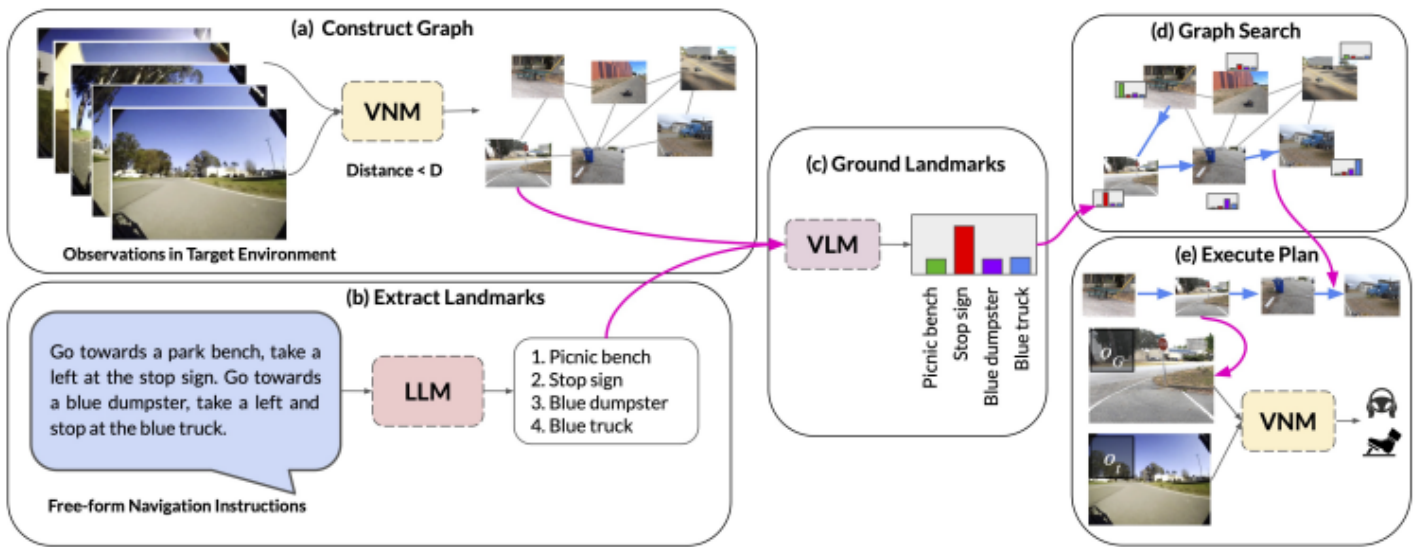 (a) Construct Graph
VNM
Distance < D
Observations in Target Environment
(b) Extract Landmarks
Go towards a park bench, take a
left at the stop sign. Go towards
a blue dumpster, take a left and
stop at the blue truck.
Free-form Navigation Instructions
LLM
1. Picnic bench
2. Stop sign
3. Blue dumpster
4. Blue truck
(c) Ground Landmarks
VLM
Picnic bench
Stop sign
Blue dumpster
Blue truck
(d) Graph Search
(e) Execute Plan
O_G
O_t
VNM